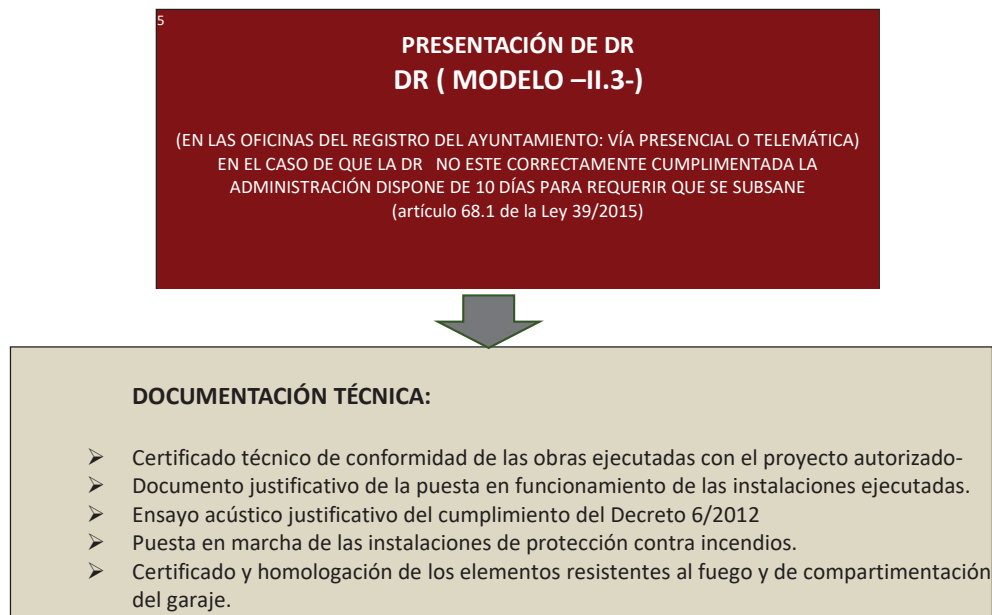 5
PRESENTACIÓN DE DR
DR ( MODELO –II.3-)
(EN LAS OFICINAS DEL REGISTRO DEL AYUNTAMIENTO: VÍA PRESENCIAL O TELEMÁTICA)
EN EL CASO DE QUE LA DR NO ESTE CORRECTAMENTE CUMPLIMENTADA LA
ADMINISTRACIÓN DISPONE DE 10 DÍAS PARA REQUERIR QUE SE SUBSANE
(artículo 68.1 de la Ley 39/2015)
DOCUMENTACIÓN TÉCNICA:
➢ Certificado técnico de conformidad de las obras ejecutadas con el proyecto autorizado-
➢ Documento justificativo de la puesta en funcionamiento de las instalaciones ejecutadas.
➢ Ensayo acústico justificativo del cumplimiento del Decreto 6/2012
➢ Puesta en marcha de las instalaciones de protección contra incendios.
➢ Certificado y homologación de los elementos resistentes al fuego y de compartimentación
del garaje.